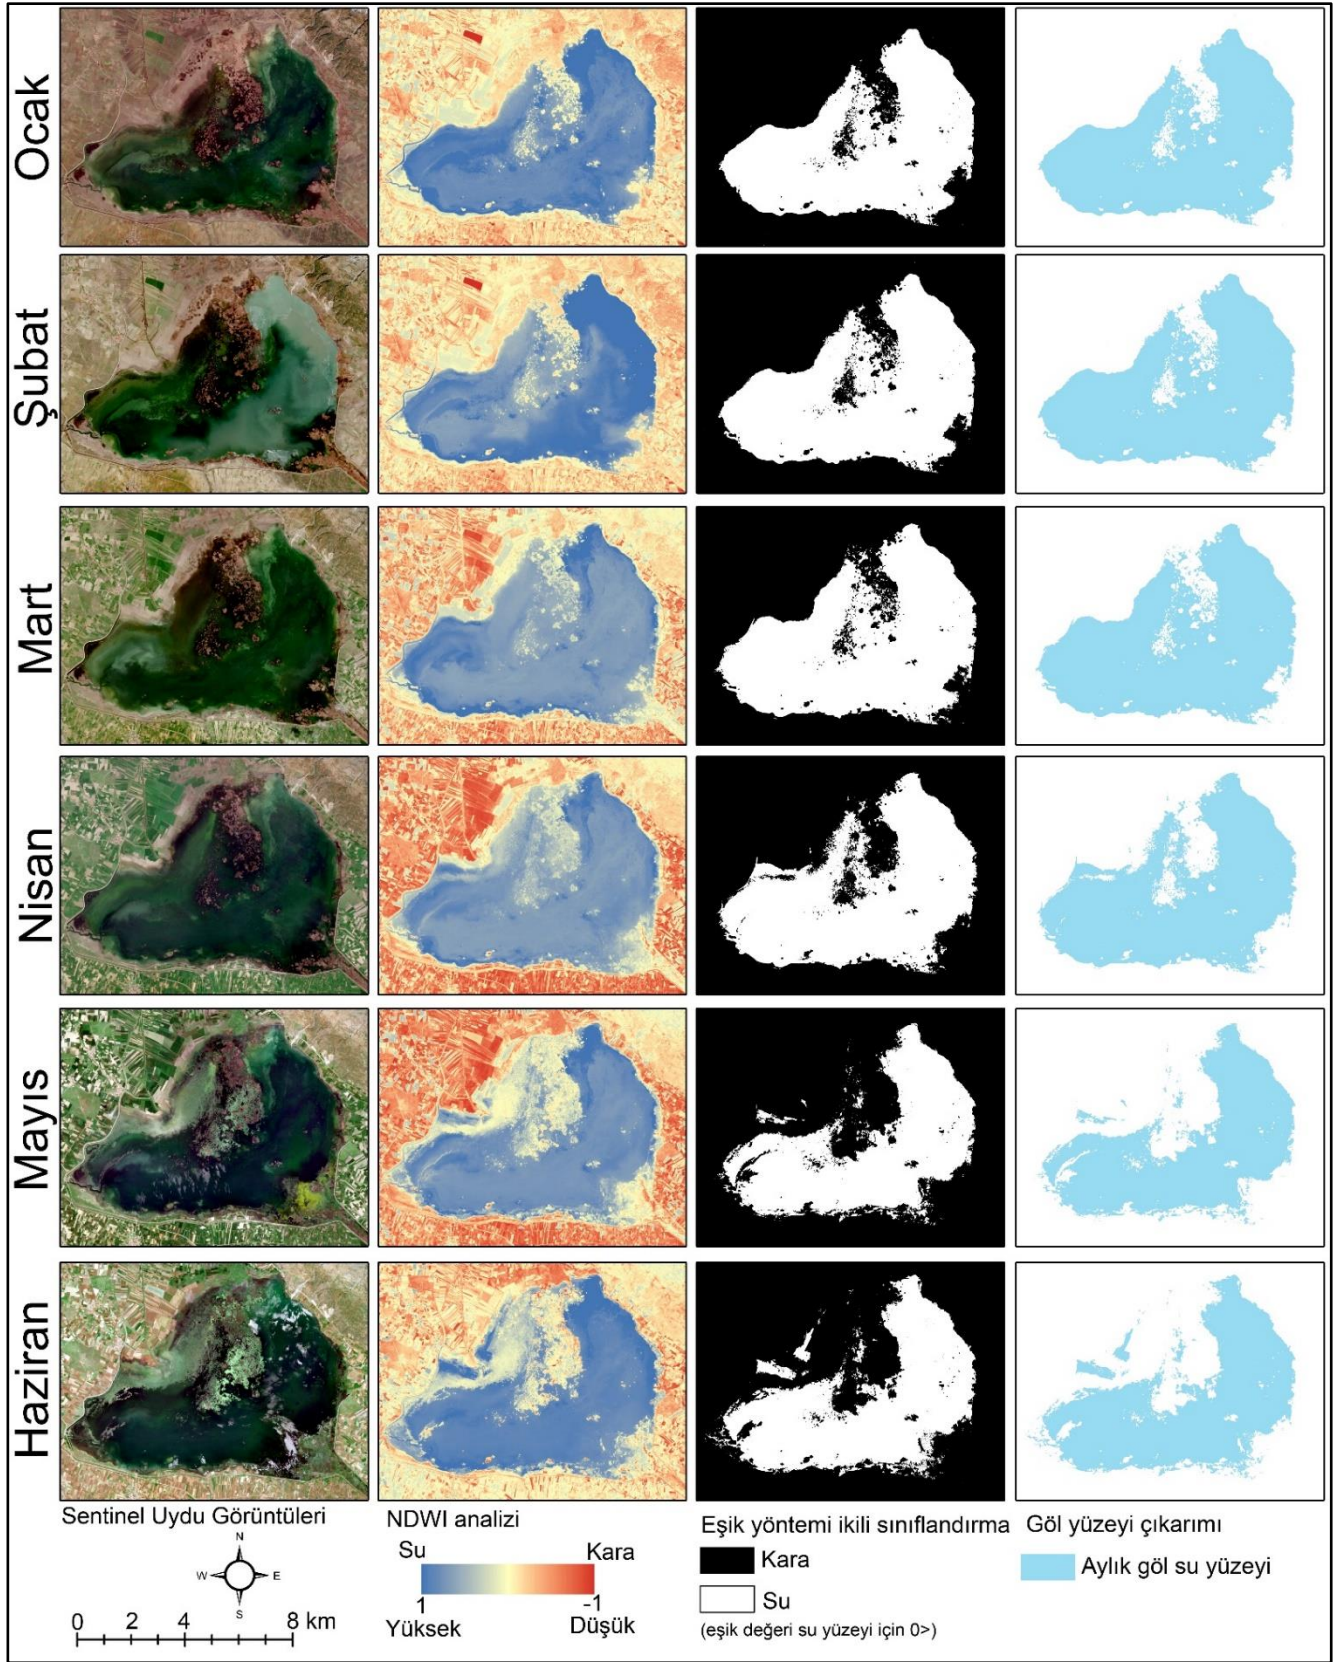 Ocak
Şubat
Mart
Nisan
Mayıs
Haziran
Sentinel Uydu Görüntüleri
N
W E
S
0 2 4 8 km
NDWI analizi
Su Kara
1 -1
Yüksek Düşük
Eşik yöntemi ikili sınıflandırma
Kara
Su
(eşik değeri su yüzeyi için 0>)
Göl yüzeyi çıkarımı
Aylık göl su yüzeyi